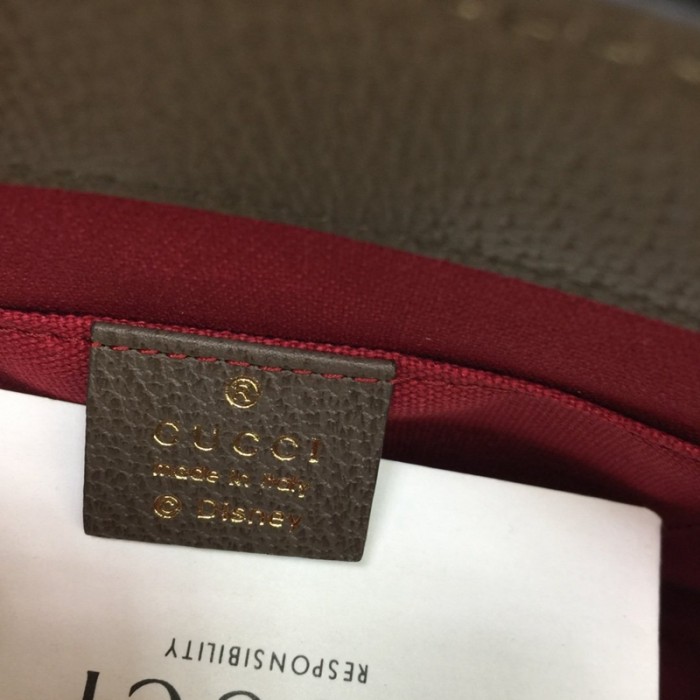 ®
GUCCI
made in italy
© Disney
RESPONSIBILITY